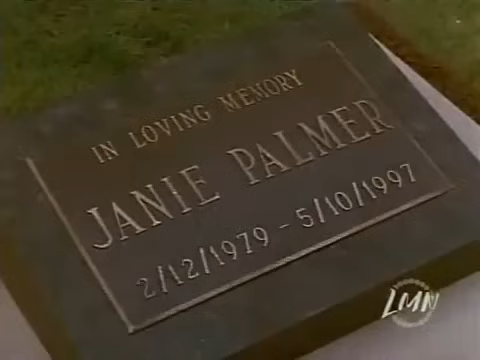 IN LOVING MEMORY
JANIE PALMER
2/12/1979 - 5/10/1997
LMN